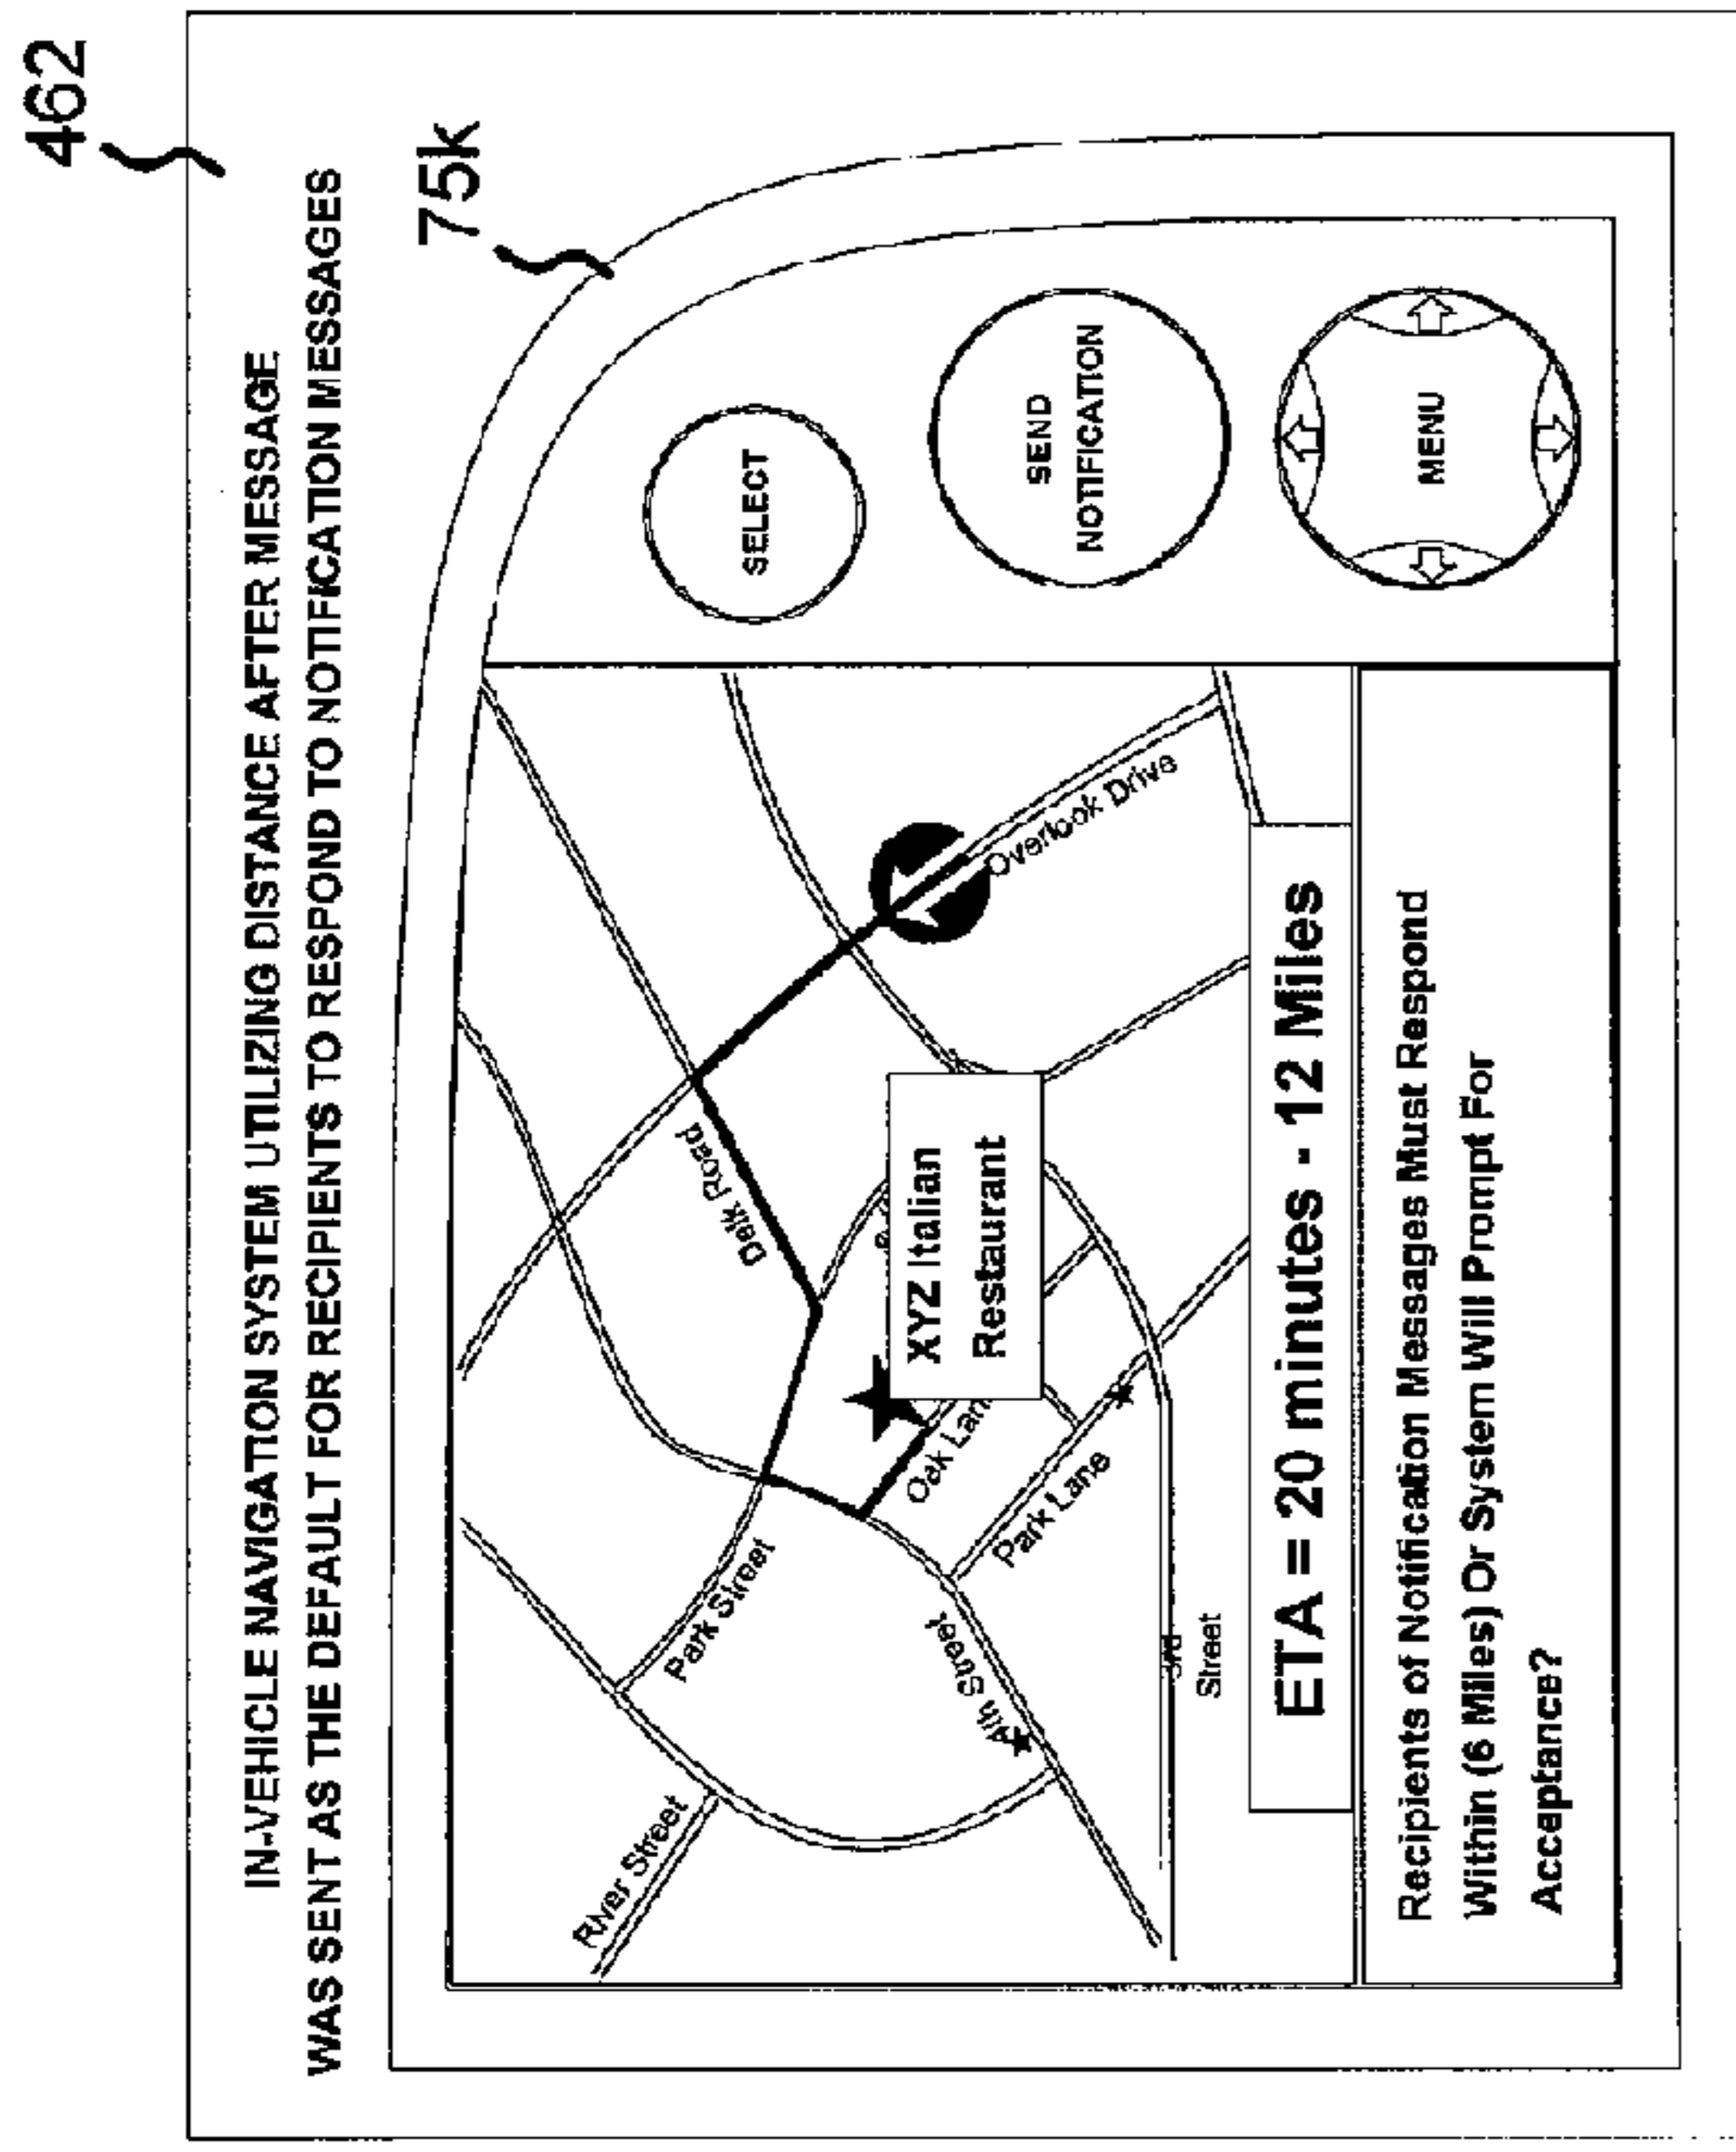 462
IN-VEHICLE NAVIGATION SYSTEM UTILIZING DISTANCE AFTER MESSAGE
WAS SENT AS THE DEFAULT FOR RECIPIENTS TO RESPOND TO NOTIFICATION MESSAGES
75k
SELECT
SEND
NOTIFICATION
MENU
Overlook Drive
Delk Road
XYZ Italian
Restaurant
Oak Lane
Park Lane
Park Street
4th Street
River Street
3rd
Street
ETA = 20 minutes - 12 Miles
Recipients of Notification Messages Must Respond
Within (6 Miles) Or System Will Prompt For
Acceptance?